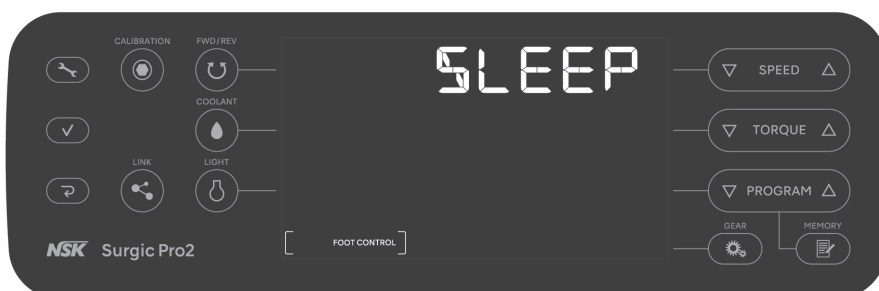 CALIBRATION
FWD/REV
SLEEP
SPEED
COOLANT
TORQUE
LINK
LIGHT
PROGRAM
GEAR
MEMORY
NSK Surgic Pro2
FOOT CONTROL